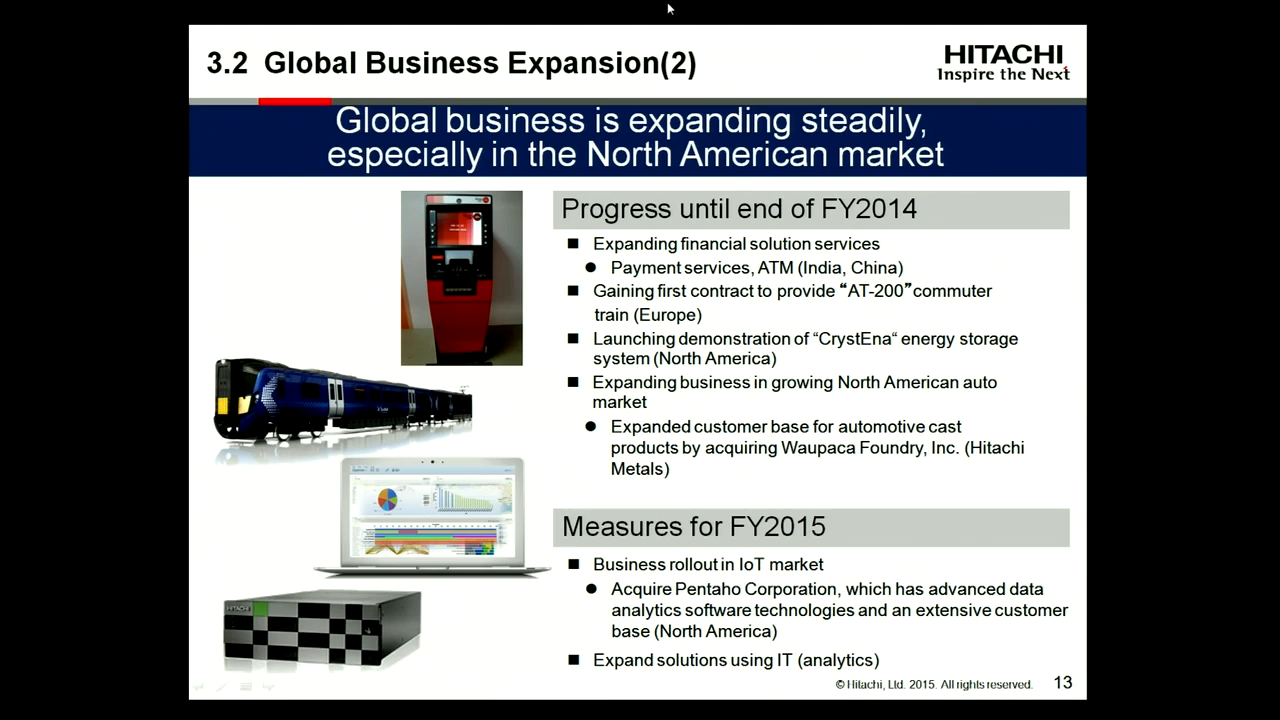 3.2 Global Business Expansion(2)
HITACHI
Inspire the Next
Global business is expanding steadily,
especially in the North American market
Progress until end of FY2014
■ Expanding financial solution services
● Payment services, ATM (India, China)
■ Gaining first contract to provide “AT-200”commuter
train (Europe)
■ Launching demonstration of “CrystEna“ energy storage
system (North America)
■ Expanding business in growing North American auto
market
● Expanded customer base for automotive cast
products by acquiring Waupaca Foundry, Inc. (Hitachi
Metals)
Measures for FY2015
■ Business rollout in IoT market
● Acquire Pentaho Corporation, which has advanced data
analytics software technologies and an extensive customer
base (North America)
■ Expand solutions using IT (analytics)
HITACHI
© Hitachi, Ltd. 2015. All rights reserved.
13